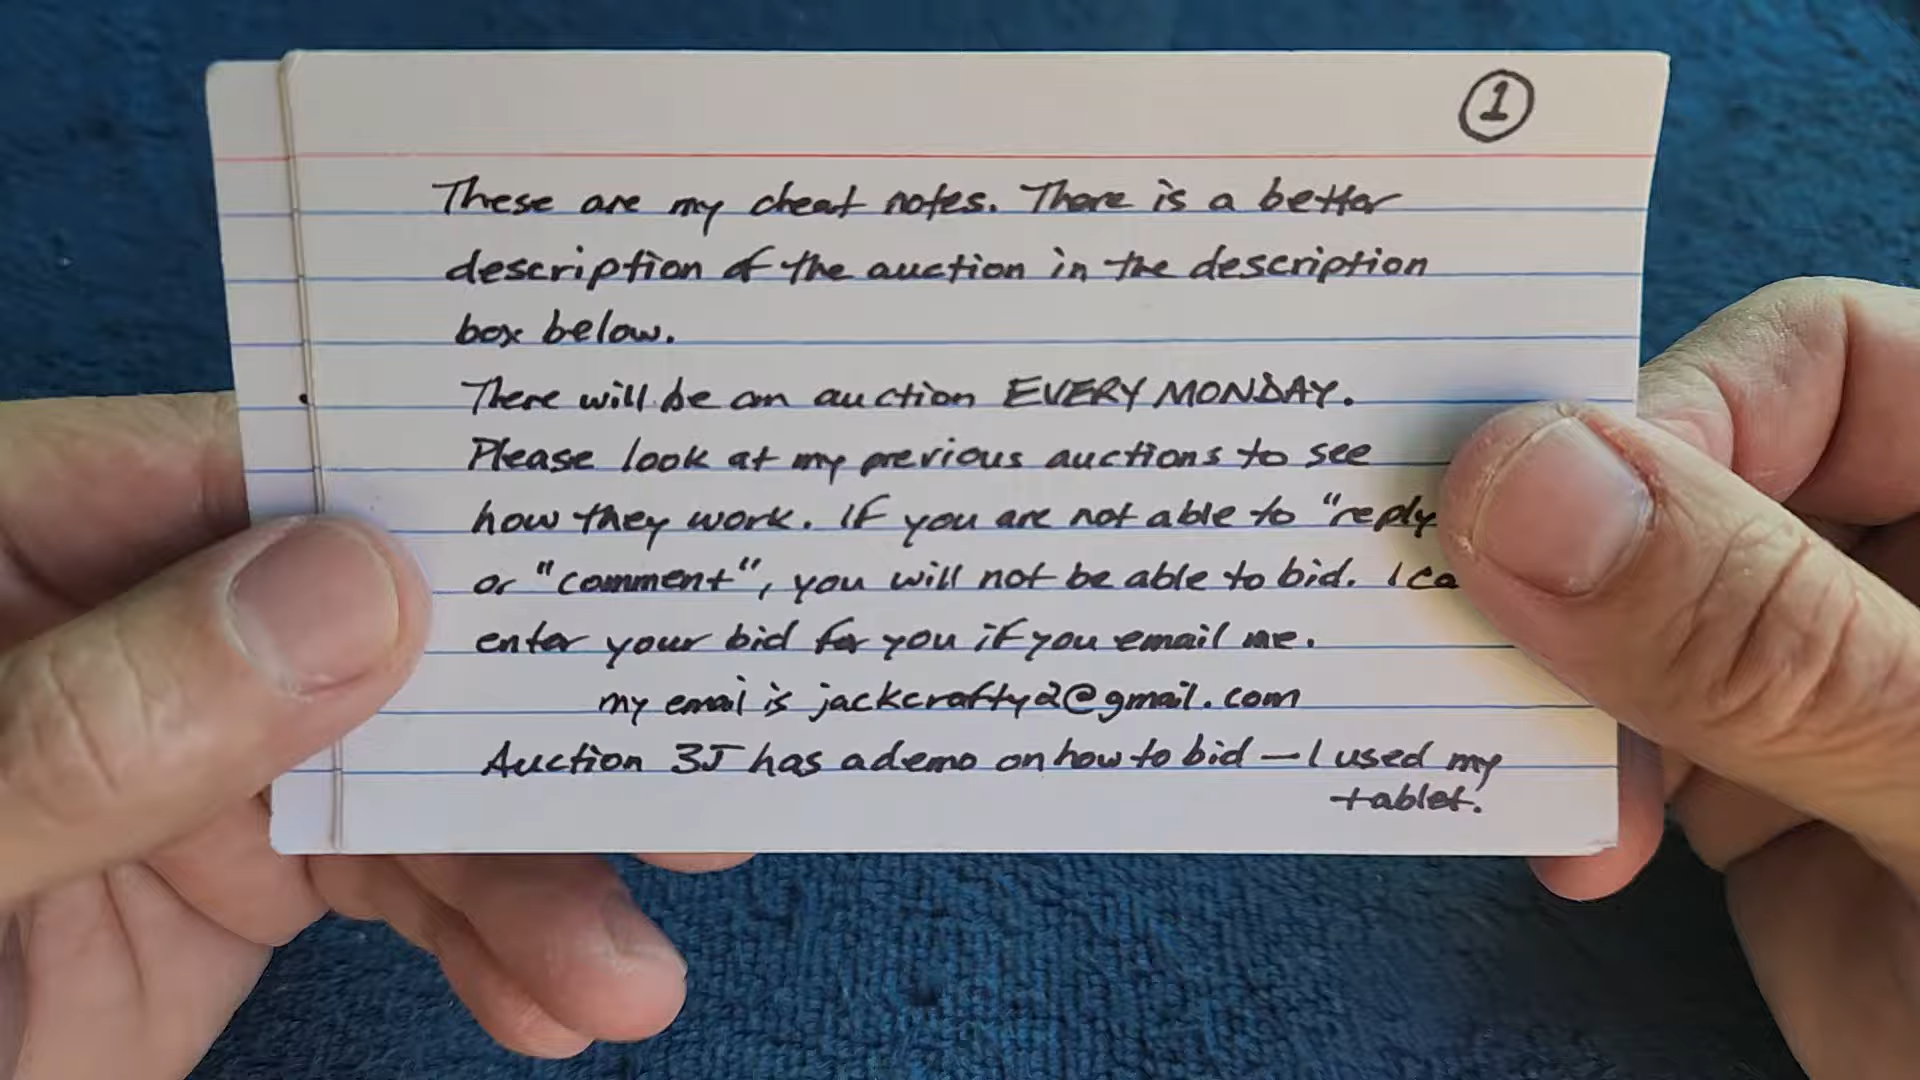 1
These are my cheat notes. There is a better
description of the auction in the description
box below.
There will be an auction EVERY MONDAY.
Please look at my previous auctions to see
how they work. If you are not able to "reply
or "comment", you will not be able to bid. I ca
enter your bid for you if you email me.
my email is jackcrafty2@gmail.com
Auction 3J has a demo on how to bid — I used my
tablet.